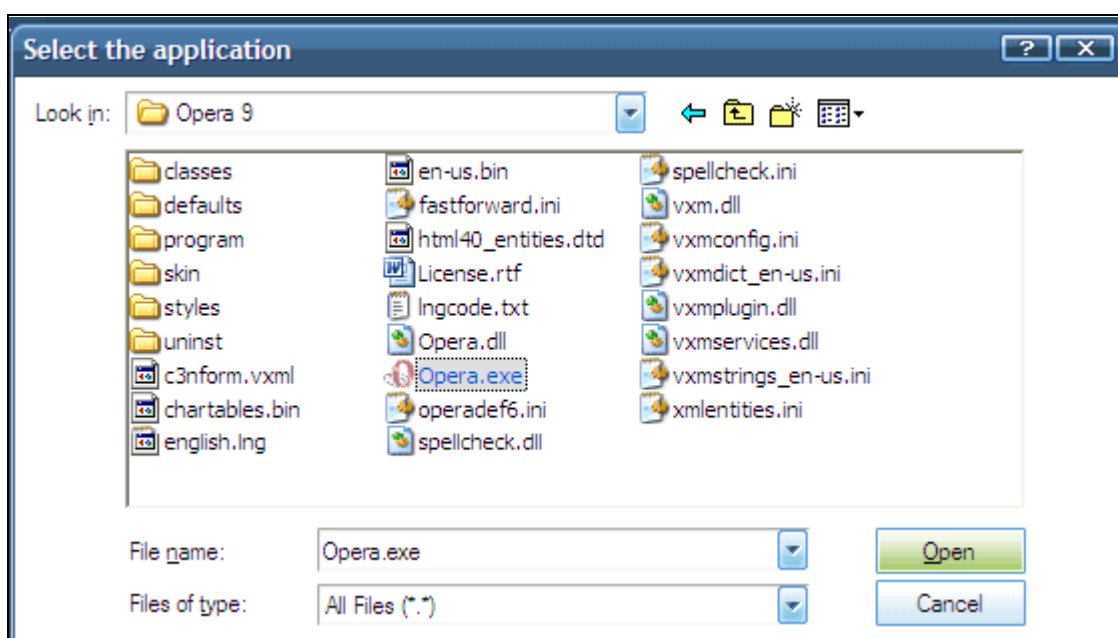 Select the application
Look in: Opera 9
classes
defaults
program
skin
styles
uninst
c3nform.vxml
chartables.bin
english.lng
en-us.bin
fastforward.ini
html40_entities.dtd
License.rtf
lngcode.txt
Opera.dll
Opera.exe
operadef6.ini
spellcheck.dll
spellcheck.ini
vxm.dll
vxmconfig.ini
vxmdict_en-us.ini
vxmplugin.dll
vxmservices.dll
vxmstrings_en-us.ini
xmlentities.ini
File name: Opera.exe Open
Files of type: All Files (*.*) Cancel